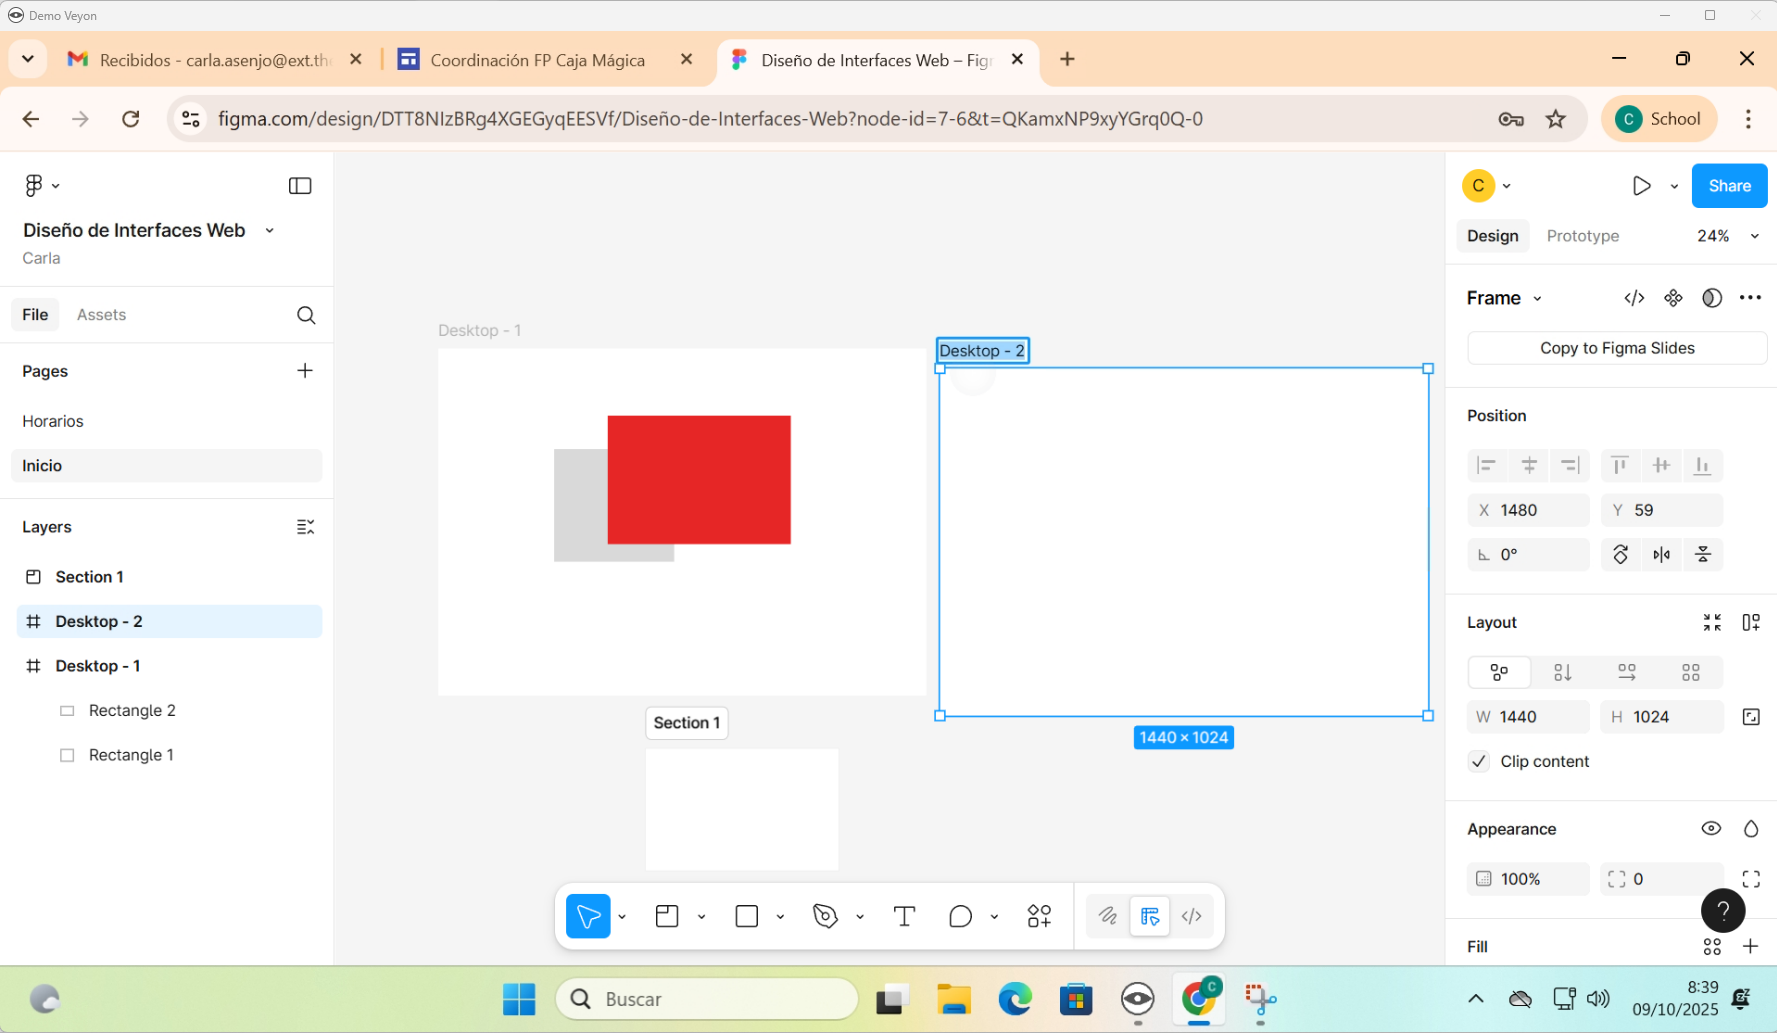 Demo Veyon
Recibidos - carla.asenjo@ext.th
Coordinación FP Caja Mágica
Diseño de Interfaces Web – Figr
figma.com/design/DTT8NIzBRg4XGEGyqEESVf/Diseño-de-Interfaces-Web?node-id=7-6&t=QKamxNP9xyYGrq0Q-0
C School
Diseño de Interfaces Web
Carla
File Assets
Pages
Horarios
Inicio
Layers
Section 1
Desktop - 2
Desktop - 1
Rectangle 2
Rectangle 1
Desktop - 1
Desktop - 2
Section 1
1440 × 1024
C
Share
Design Prototype 24%
Frame
Copy to Figma Slides
Position
X 1480 Y 59
0°
Layout
W 1440 H 1024
Clip content
Appearance
100% 0
Fill
?
Buscar
C
8:39
09/10/2025